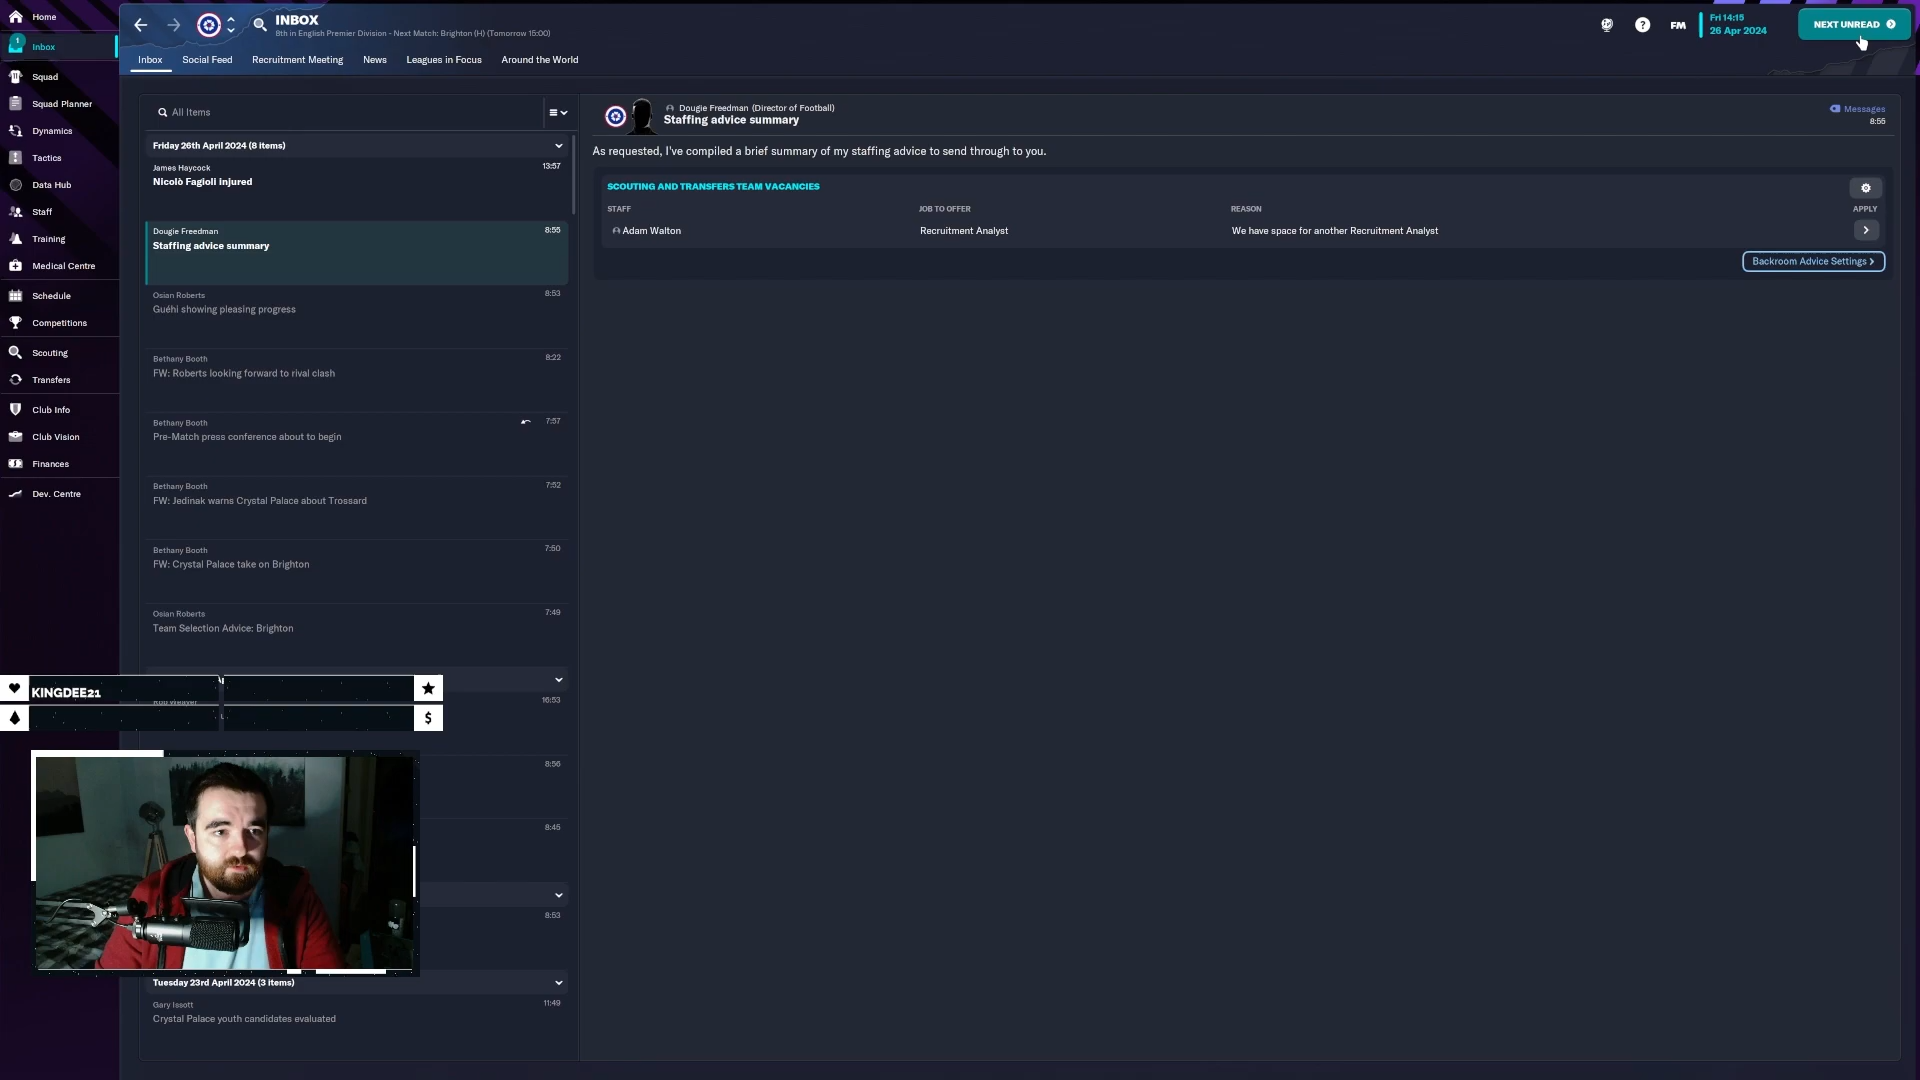 Home
1
Inbox
Squad
Squad Planner
Dynamics
Tactics
Data Hub
Staff
Training
Medical Centre
Schedule
Competitions
Scouting
Transfers
Club Info
Club Vision
Finances
Dev. Centre
INBOX
8th in English Premier Division - Next Match: Brighton (H) (Tomorrow 15:00)
?
FM
Fri 14:15
26 Apr 2024
NEXT UNREAD
Inbox
Social Feed
Recruitment Meeting
News
Leagues in Focus
Around the World
All Items
Friday 26th April 2024 (8 items)
James Haycock 13:57
Nicolò Fagioli injured
Dougie Freedman 8:55
Staffing advice summary
Osian Roberts 8:53
Guéhi showing pleasing progress
Bethany Booth 8:22
FW: Roberts looking forward to rival clash
Bethany Booth 7:57
Pre-Match press conference about to begin
Bethany Booth 7:52
FW: Jedinak warns Crystal Palace about Trossard
Bethany Booth 7:50
FW: Crystal Palace take on Brighton
Osian Roberts 7:49
Team Selection Advice: Brighton
KINGDEE21
16:53
$
8:56
8:45
8:53
Tuesday 23rd April 2024 (3 items)
Gary Issott 11:49
Crystal Palace youth candidates evaluated
Dougie Freedman (Director of Football)
Staffing advice summary
Messages
8:55
As requested, I've compiled a brief summary of my staffing advice to send through to you.
SCOUTING AND TRANSFERS TEAM VACANCIES
STAFF JOB TO OFFER REASON APPLY
Adam Walton Recruitment Analyst We have space for another Recruitment Analyst
Backroom Advice Settings >